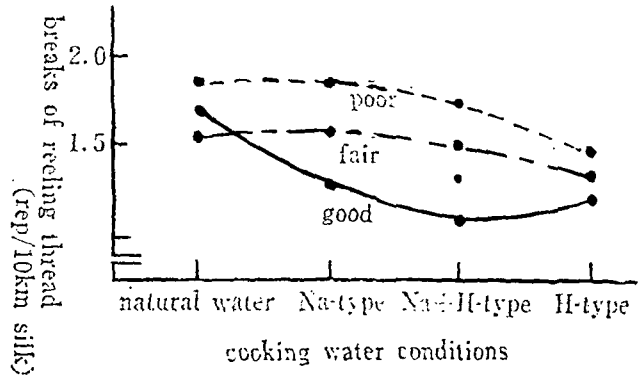 breaks of reeling thread
(rep/10km silk)
2.0
1.5
poor
fair
good
natural water Na-type Na+H-type H-type
cooking water conditions